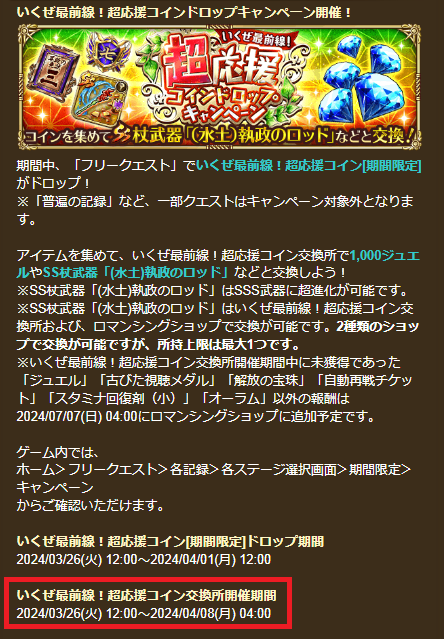 いくぜ最前線！超応援コインドロップキャンペーン開催！
いくぜ最前線！
超応援
コインドロップ
キャンペーン
コインを集めてSS杖武器「(水土)執政のロッド」などと交換！
期間中、「フリークエスト」でいくぜ最前線！超応援コイン[期間限定]
がドロップ！
※「普遍の記録」など、一部クエストはキャンペーン対象外となりま
す。
アイテムを集めて、いくぜ最前線！超応援コイン交換所で1,000ジュエ
ルやSS杖武器「(水土)執政のロッド」などと交換しよう！
※SS杖武器「(水土)執政のロッド」はSSS武器に超進化が可能です。
※SS杖武器「(水土)執政のロッド」はいくぜ最前線！超応援コイン交
換所および、ロマンシングショップで交換が可能です。2種類のショッ
プで交換が可能ですが、所持上限は最大1つです。
※いくぜ最前線！超応援コイン交換所開催期間中に未獲得であった
「ジュエル」「古びた視聴メダル」「解放の宝珠」「自動再戦チケッ
ト」「スタミナ回復剤（小）」「オーラム」以外の報酬は
2024/07/07(日) 04:00にロマンシングショップに追加予定です。
ゲーム内では、
ホーム＞フリークエスト＞各記録＞各ステージ選択画面＞期間限定＞
キャンペーン
からご確認いただけます。
いくぜ最前線！超応援コイン[期間限定]ドロップ期間
2024/03/26(火) 12:00～2024/04/01(月) 12:00
いくぜ最前線！超応援コイン交換所開催期間
2024/03/26(火) 12:00～2024/04/08(月) 04:00